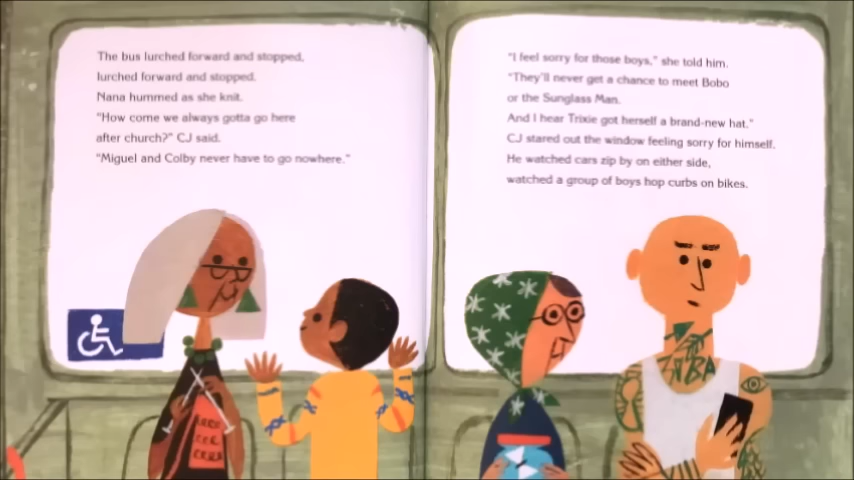 The bus lurched forward and stopped,
lurched forward and stopped.
Nana hummed as she knit.
"How come we always gotta go here
after church?" CJ said.
"Miguel and Colby never have to go nowhere."
"I feel sorry for those boys," she told him.
"They'll never get a chance to meet Bobo
or the Sunglass Man.
And I hear Trixie got herself a brand-new hat."
CJ stared out the window feeling sorry for himself.
He watched cars zip by on either side,
watched a group of boys hop curbs on bikes.